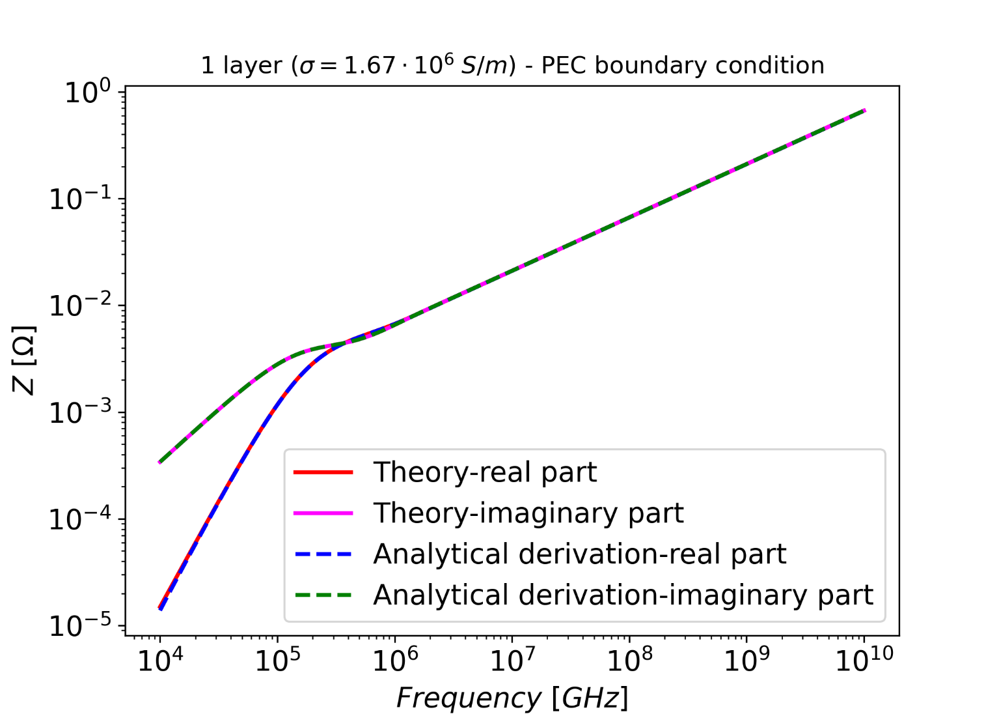 1 layer (σ = 1.67 · 10⁶ S/m) - PEC boundary condition
10⁰
10⁻¹
10⁻²
10⁻³
10⁻⁴
10⁻⁵
Z [Ω]
Theory-real part
Theory-imaginary part
Analytical derivation-real part
Analytical derivation-imaginary part
10⁴ 10⁵ 10⁶ 10⁷ 10⁸ 10⁹ 10¹⁰
Frequency [GHz]